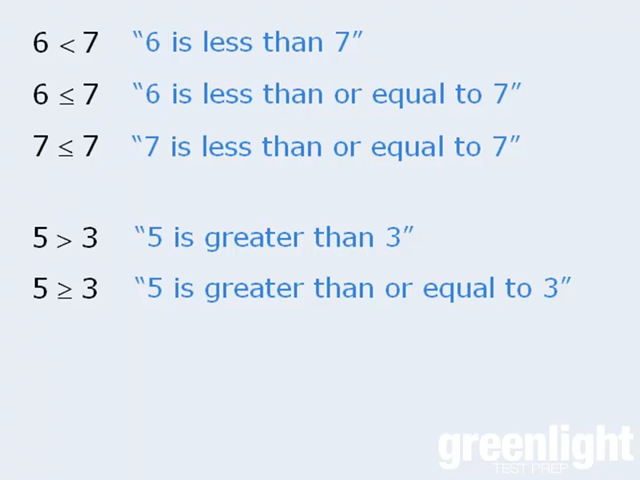 6 < 7 “6 is less than 7”
6 ≤ 7 “6 is less than or equal to 7”
7 ≤ 7 “7 is less than or equal to 7”
5 > 3 “5 is greater than 3”
5 ≥ 3 “5 is greater than or equal to 3”
greenlight
TEST PREP